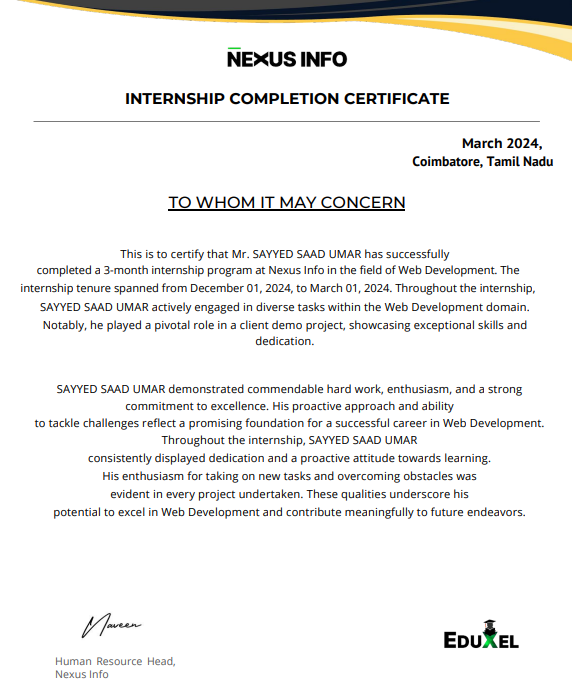 NEXUS INFO
INTERNSHIP COMPLETION CERTIFICATE
March 2024,
Coimbatore, Tamil Nadu
TO WHOM IT MAY CONCERN
This is to certify that Mr. SAYYED SAAD UMAR has successfully
completed a 3-month internship program at Nexus Info in the field of Web Development. The
internship tenure spanned from December 01, 2024, to March 01, 2024. Throughout the internship,
SAYYED SAAD UMAR actively engaged in diverse tasks within the Web Development domain.
Notably, he played a pivotal role in a client demo project, showcasing exceptional skills and
dedication.
SAYYED SAAD UMAR demonstrated commendable hard work, enthusiasm, and a strong
commitment to excellence. His proactive approach and ability
to tackle challenges reflect a promising foundation for a successful career in Web Development.
Throughout the internship, SAYYED SAAD UMAR
consistently displayed dedication and a proactive attitude towards learning.
His enthusiasm for taking on new tasks and overcoming obstacles was
evident in every project undertaken. These qualities underscore his
potential to excel in Web Development and contribute meaningfully to future endeavors.
Naveen
Human Resource Head,
Nexus Info
EDUXEL